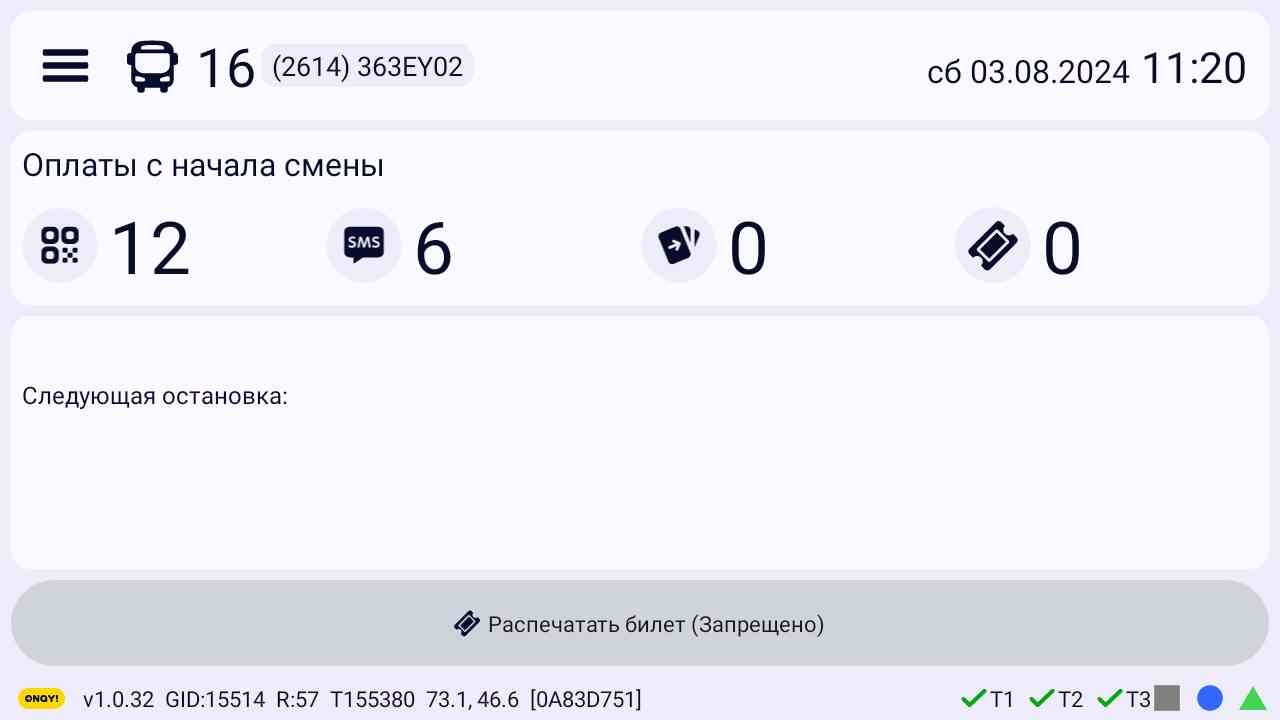 16 (2614) 363EY02 сб 03.08.2024 11:20
Оплаты с начала смены
12 SMS 6 0 0
Следующая остановка:
Распечатать билет (Запрещено)
ONAY! v1.0.32 GID:15514 R:57 T155380 73.1, 46.6 [0A83D751] T1 T2 T3